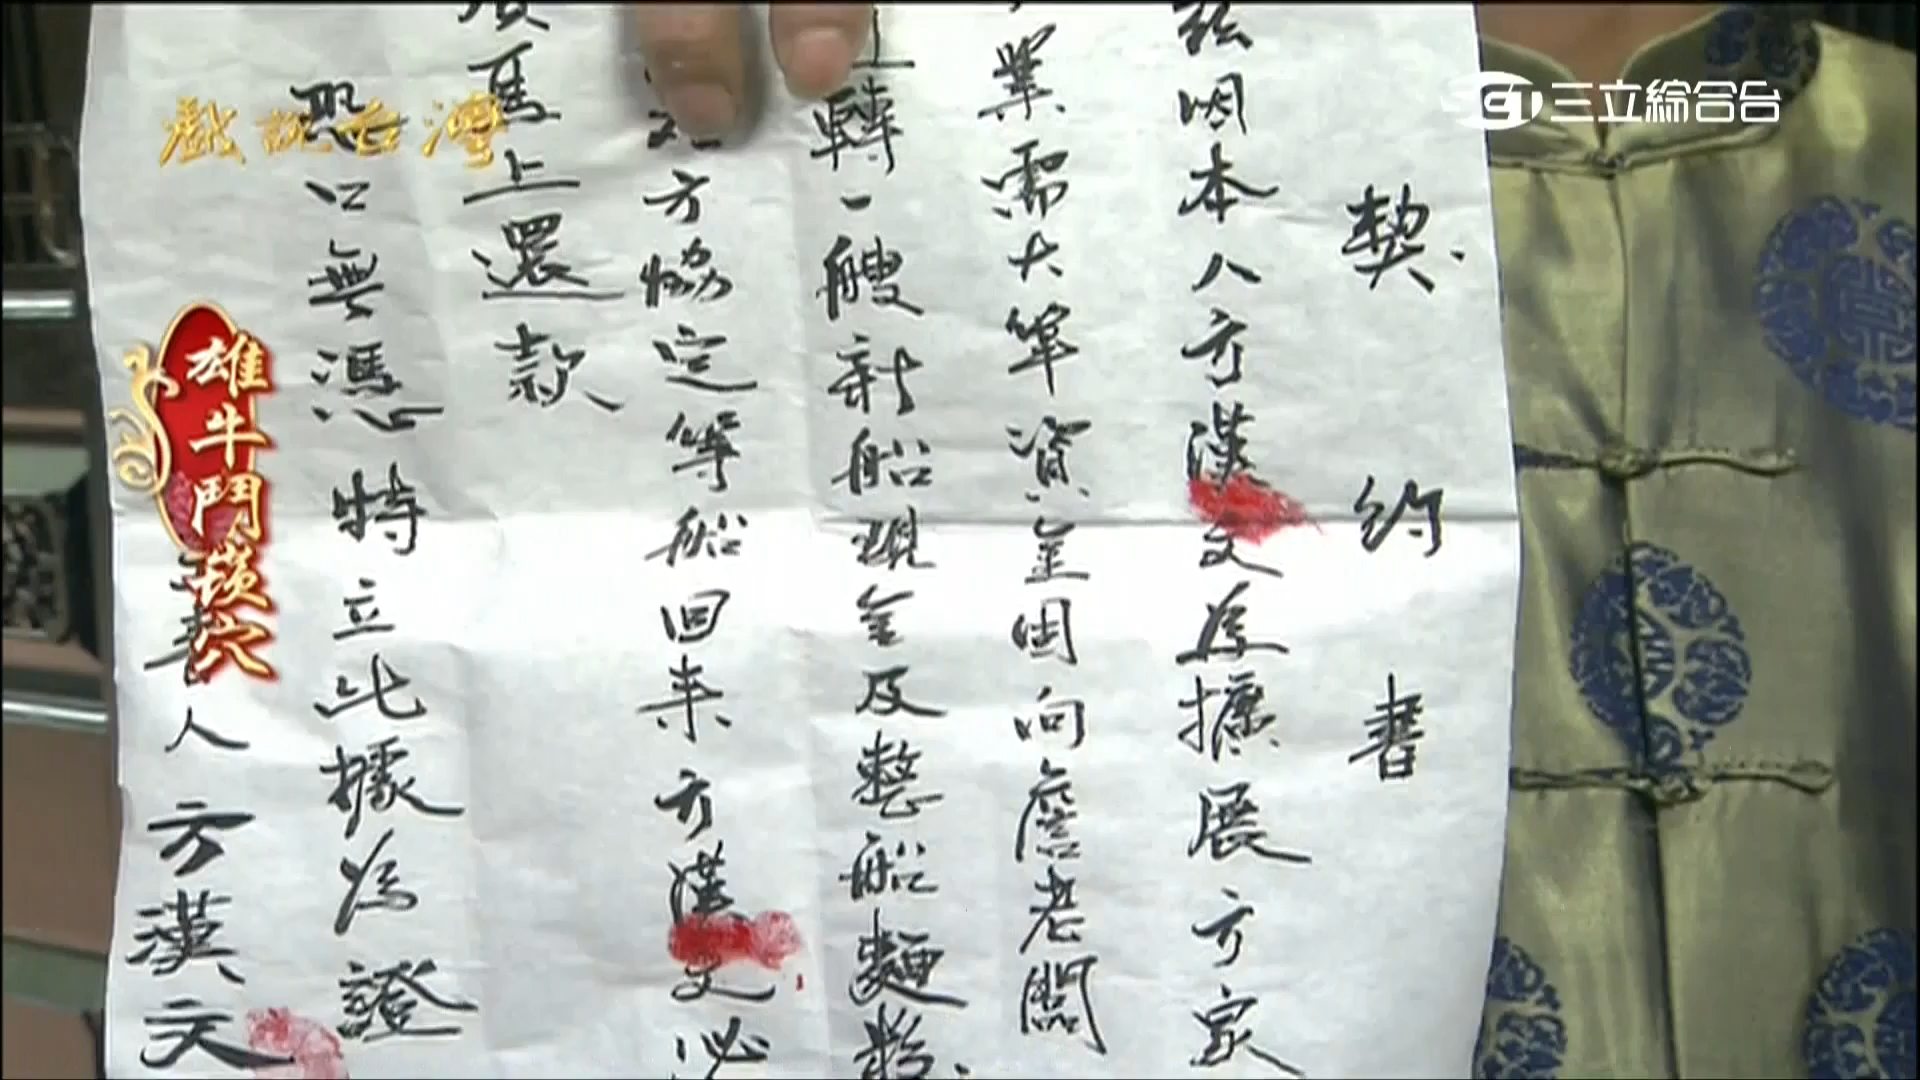 契約書
茲因本人方漢文為擴展方家
業需大筆資金因向詹老闆
轉一艘新船現金及整船麵粉
方協定等船回來方漢文必
須馬上還款
恐口無憑特立此據為證
人方漢文
戲說台灣
雄牛鬥鎖穴
三立綜合台